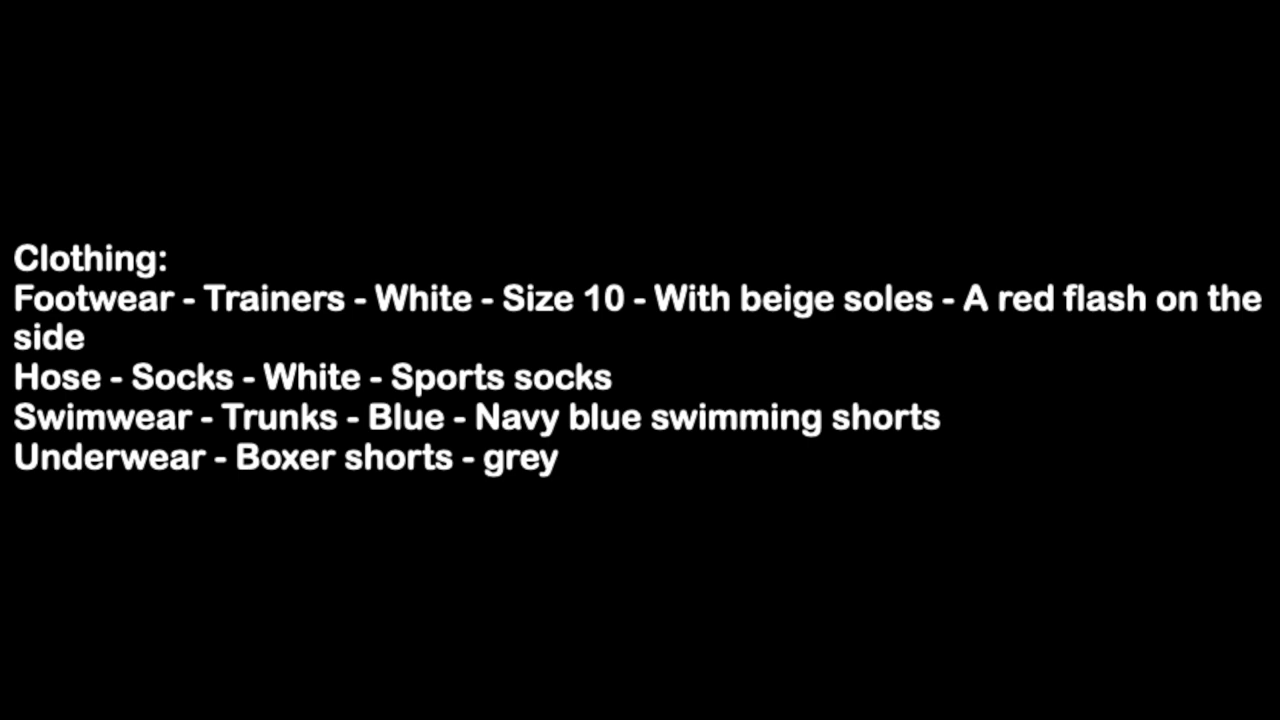 Clothing:
Footwear - Trainers - White - Size 10 - With beige soles - A red flash on the
side
Hose - Socks - White - Sports socks
Swimwear - Trunks - Blue - Navy blue swimming shorts
Underwear - Boxer shorts - grey